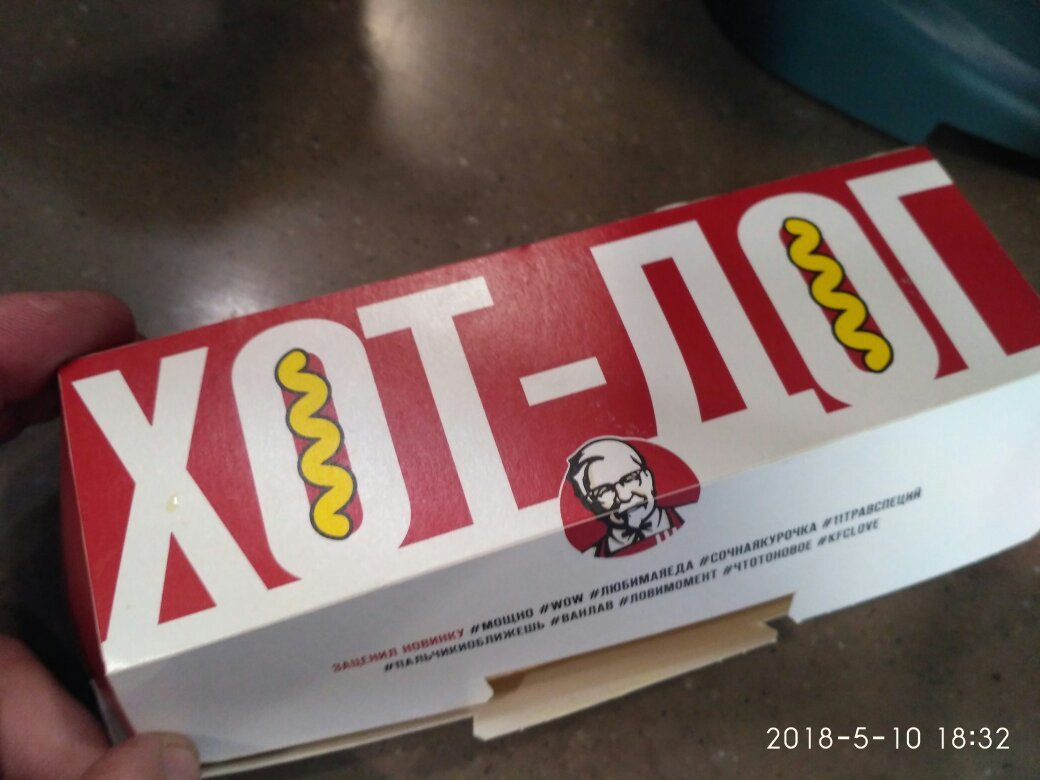 ХОТ-ДОГ
ЗАЦЕНИЛ НОВИНКУ #МОЩНО #WOW #ЛЮБИМАЯЕДА #СОЧНАЯКУРОЧКА #11ТРАВСПЕЦИЙ
#ПАЛЬЧИКИОБЛИЖЕШЬ #ВАНЛАВ #ЛОВИМОМЕНТ #ЧТОТОНОВОЕ #KFCLOVE
2018-5-10 18:32